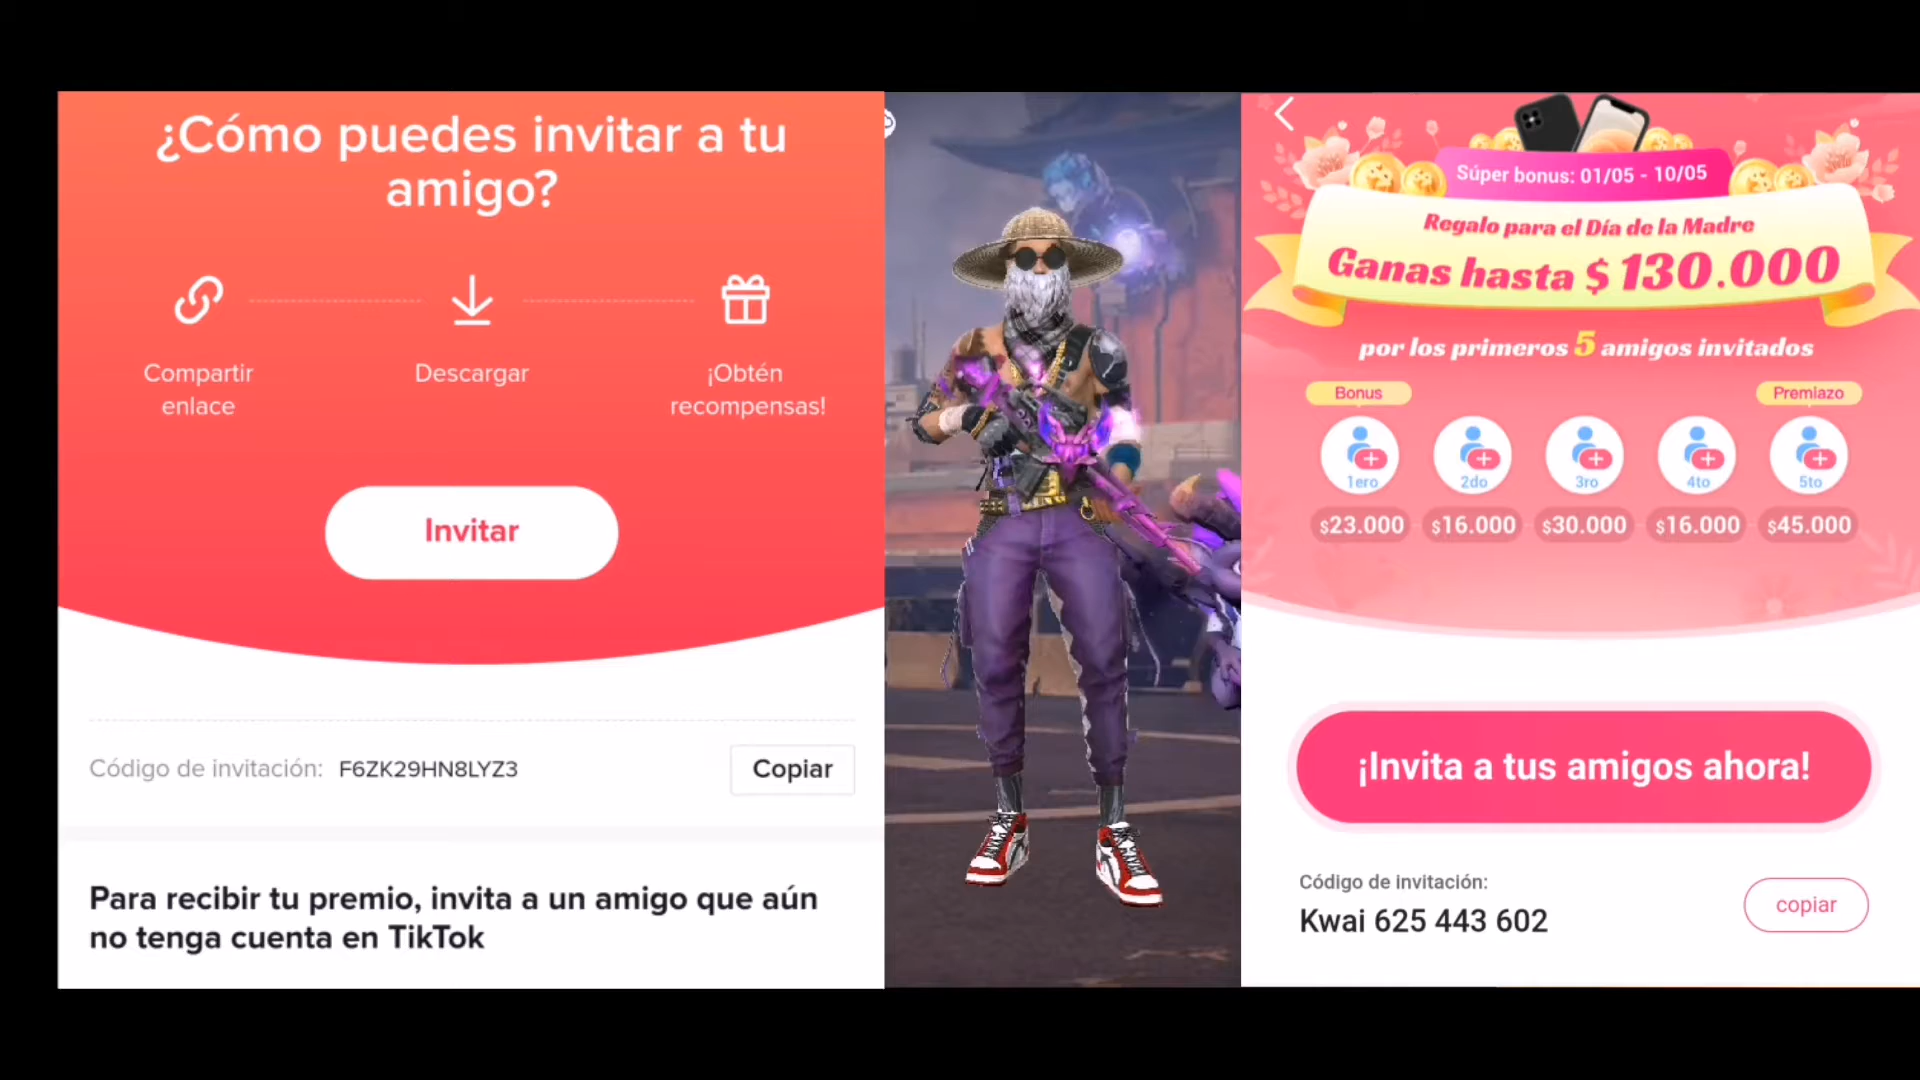 ¿Cómo puedes invitar a tu
amigo?
Compartir
enlace
Descargar
¡Obtén
recompensas!
Invitar
Código de invitación: F6ZK29HN8LYZ3
Copiar
Para recibir tu premio, invita a un amigo que aún
no tenga cuenta en TikTok
Súper bonus: 01/05 - 10/05
Regalo para el Día de la Madre
Ganas hasta $ 130.000
por los primeros 5 amigos invitados
Bonus
Premiazo
1ero
2do
3ro
4to
5to
$23.000
$16.000
$30.000
$16.000
$45.000
¡Invita a tus amigos ahora!
Código de invitación:
Kwai 625 443 602
copiar